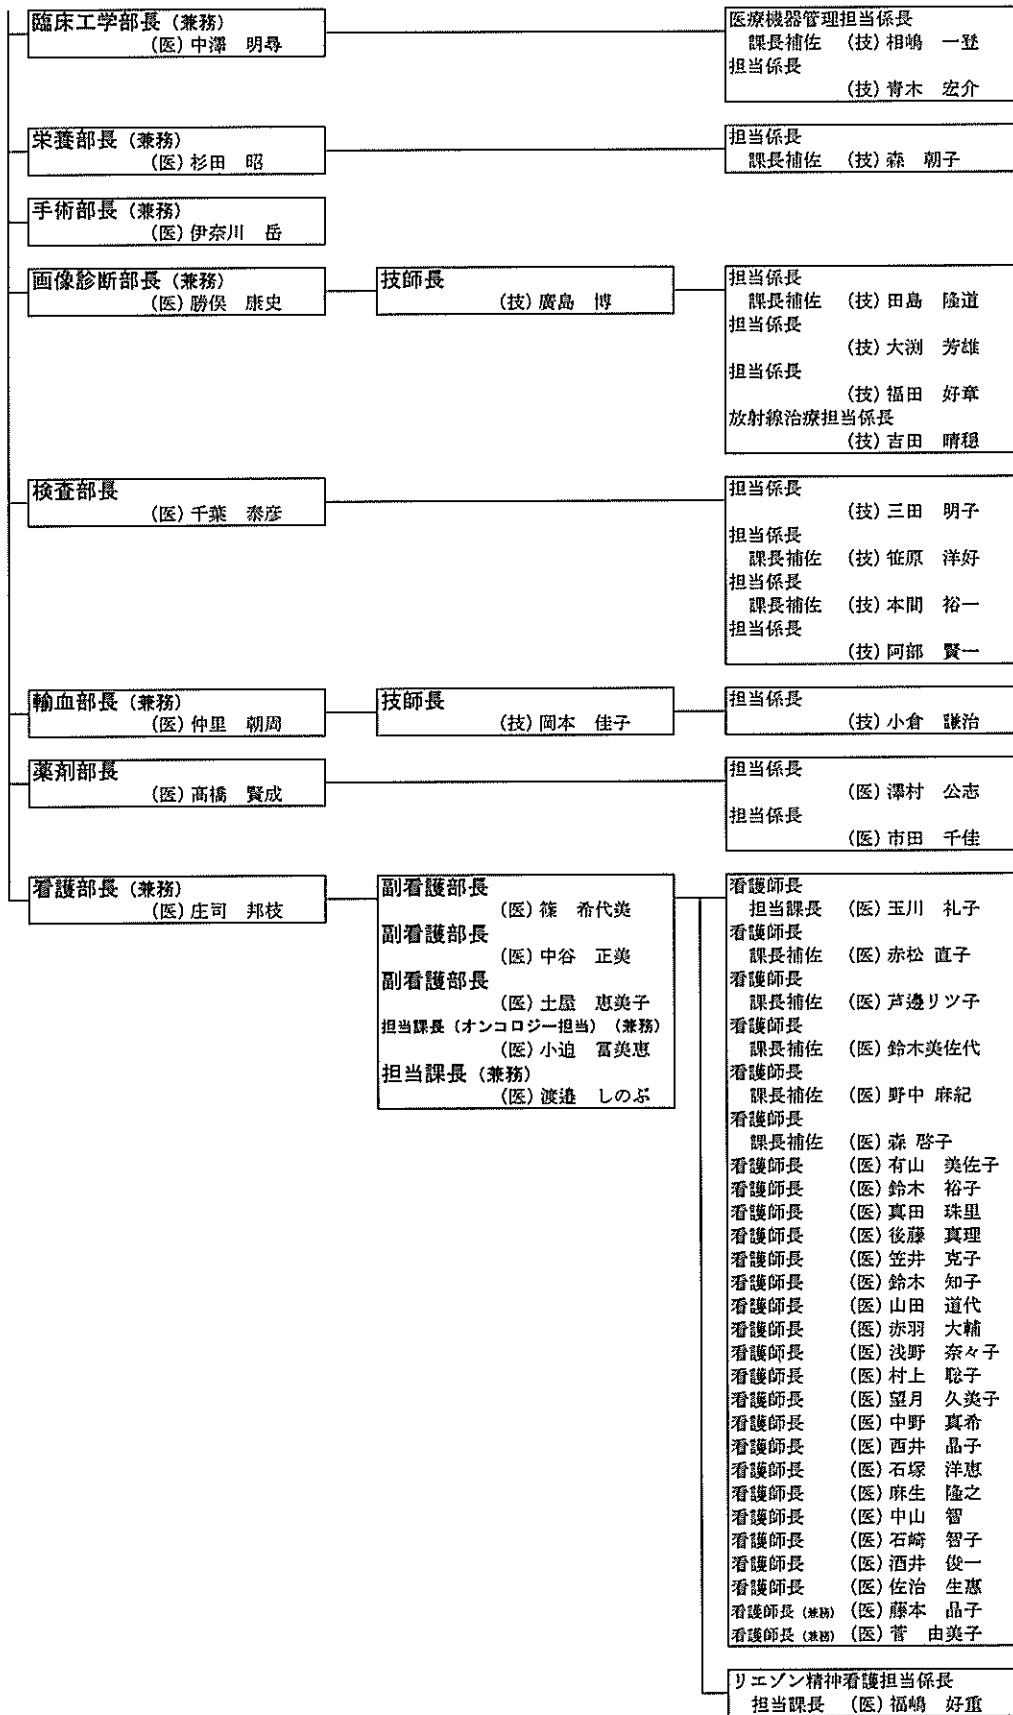 臨床工学部長（兼務）
（医）中澤　明尋
医療機器管理担当係長
課長補佐　（技）相嶋　一登
担当係長
（技）青木　宏介
栄養部長（兼務）
（医）杉田　昭
担当係長
課長補佐　（技）森　朝子
手術部長（兼務）
（医）伊奈川　岳
画像診断部長（兼務）
（医）勝俣　康史
技師長
（技）廣島　博
担当係長
課長補佐　（技）田島　隆道
担当係長
（技）大渕　芳雄
担当係長
（技）福田　好章
放射線治療担当係長
（技）吉田　晴穏
検査部長
（医）千葉　泰彦
担当係長
（技）三田　明子
担当係長
課長補佐　（技）笹原　洋好
担当係長
課長補佐　（技）本間　裕一
担当係長
（技）阿部　賢一
輸血部長（兼務）
（医）仲里　朝周
技師長
（技）岡本　佳子
担当係長
（技）小倉　謙治
薬剤部長
（医）髙橋　賢成
担当係長
（医）澤村　公志
担当係長
（医）市田　千佳
看護部長（兼務）
（医）庄司　邦枝
副看護部長
（医）篠　希代美
副看護部長
（医）中谷　正美
副看護部長
（医）土屋　恵美子
担当課長（オンコロジー担当）（兼務）
（医）小迫　冨美恵
担当課長（兼務）
（医）渡邉　しのぶ
看護師長
担当課長　（医）玉川　礼子
看護師長
課長補佐　（医）赤松 直子
看護師長
課長補佐　（医）芦邊リツ子
看護師長
課長補佐　（医）鈴木美佐代
看護師長
課長補佐　（医）野中 麻紀
看護師長
課長補佐　（医）森 啓子
看護師長　（医）有山　美佐子
看護師長　（医）鈴木　裕子
看護師長　（医）真田　珠里
看護師長　（医）後藤　真理
看護師長　（医）笠井　克子
看護師長　（医）鈴木　知子
看護師長　（医）山田　道代
看護師長　（医）赤羽　大輔
看護師長　（医）浅野　奈々子
看護師長　（医）村上　聡子
看護師長　（医）望月　久美子
看護師長　（医）中野　真希
看護師長　（医）西井　晶子
看護師長　（医）石塚　洋恵
看護師長　（医）麻生　隆之
看護師長　（医）中山　智
看護師長　（医）石崎　智子
看護師長　（医）酒井　俊一
看護師長　（医）佐治　生惠
看護師長（兼務）（医）藤本　晶子
看護師長（兼務）（医）菅　由美子
リエゾン精神看護担当係長
担当課長　（医）福嶋　好重